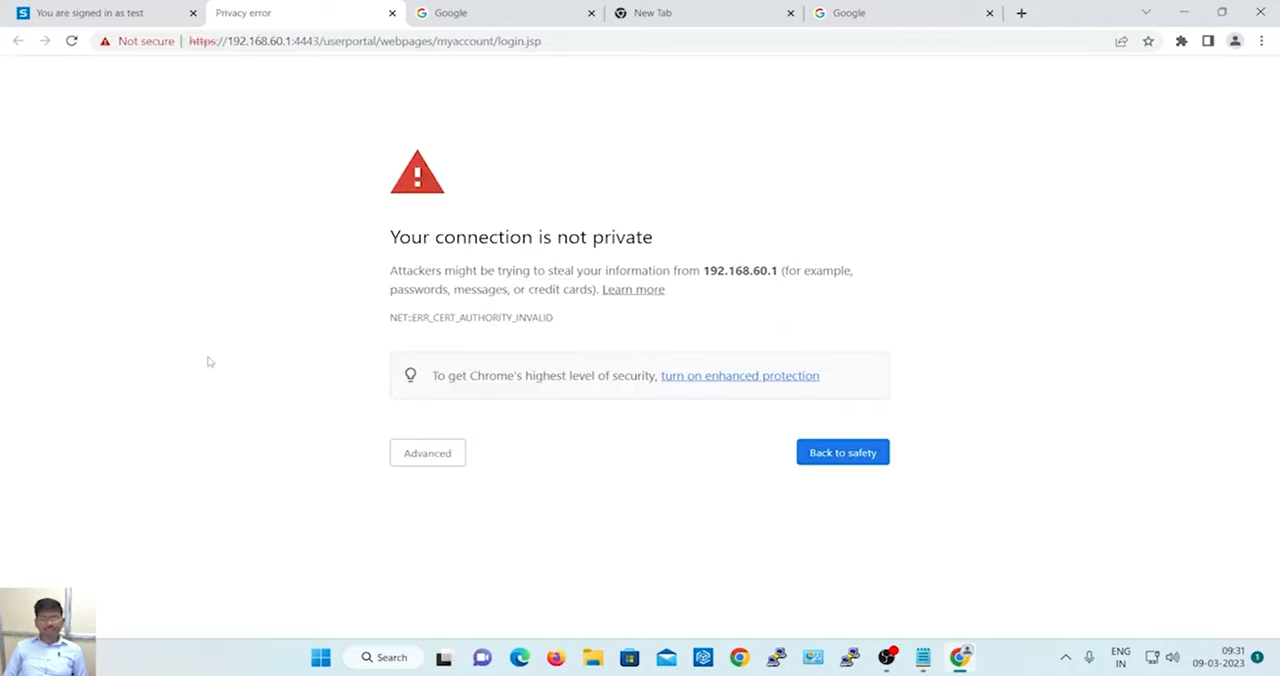 You are signed in as test
Privacy error
Google
New Tab
Google
Not secure | https://192.168.60.1:4443/userportal/webpages/myaccount/login.jsp
Your connection is not private
Attackers might be trying to steal your information from 192.168.60.1 (for example,
passwords, messages, or credit cards). Learn more
NET::ERR_CERT_AUTHORITY_INVALID
To get Chrome's highest level of security, turn on enhanced protection
Advanced
Back to safety
Search
ENG
IN
09:31
09-03-2023
1